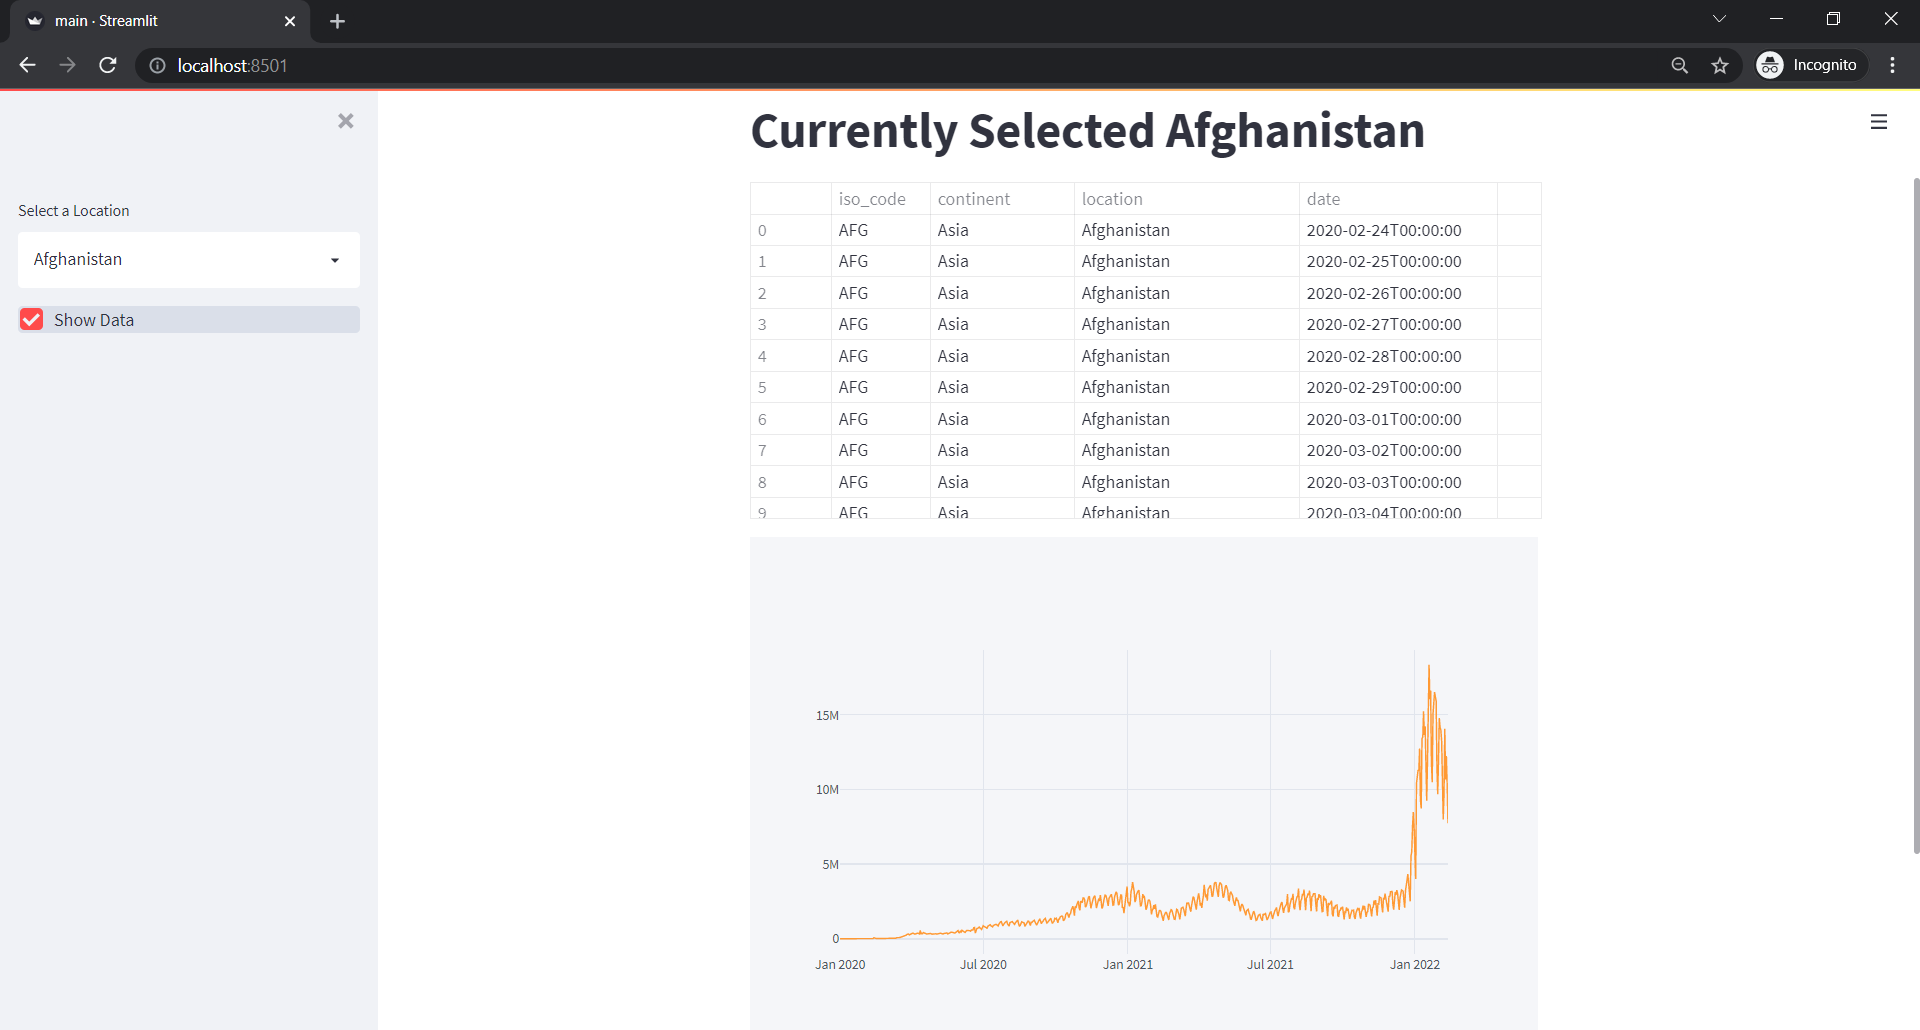 main · Streamlit
localhost:8501
Incognito
Select a Location
Afghanistan
Show Data
Currently Selected Afghanistan
iso_code continent location date
0 AFG Asia Afghanistan 2020-02-24T00:00:00
1 AFG Asia Afghanistan 2020-02-25T00:00:00
2 AFG Asia Afghanistan 2020-02-26T00:00:00
3 AFG Asia Afghanistan 2020-02-27T00:00:00
4 AFG Asia Afghanistan 2020-02-28T00:00:00
5 AFG Asia Afghanistan 2020-02-29T00:00:00
6 AFG Asia Afghanistan 2020-03-01T00:00:00
7 AFG Asia Afghanistan 2020-03-02T00:00:00
8 AFG Asia Afghanistan 2020-03-03T00:00:00
9 AFG Asia Afghanistan 2020-03-04T00:00:00
15M
10M
5M
0
Jan 2020 Jul 2020 Jan 2021 Jul 2021 Jan 2022